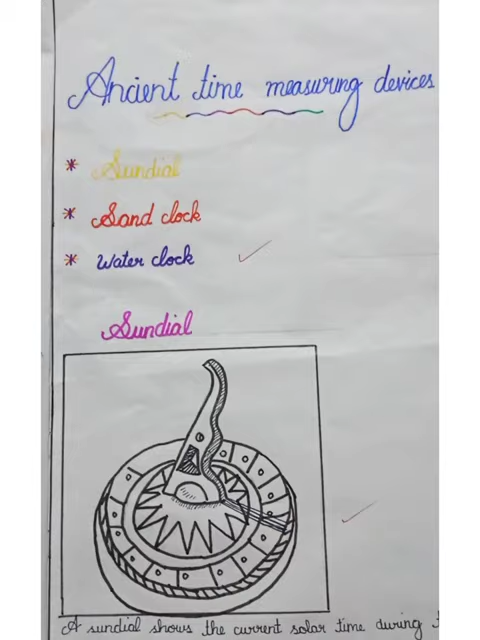 Ancient time measuring devices
* Sundial
* Sand clock
* Water clock
Sundial
A sundial shows the current solar time during